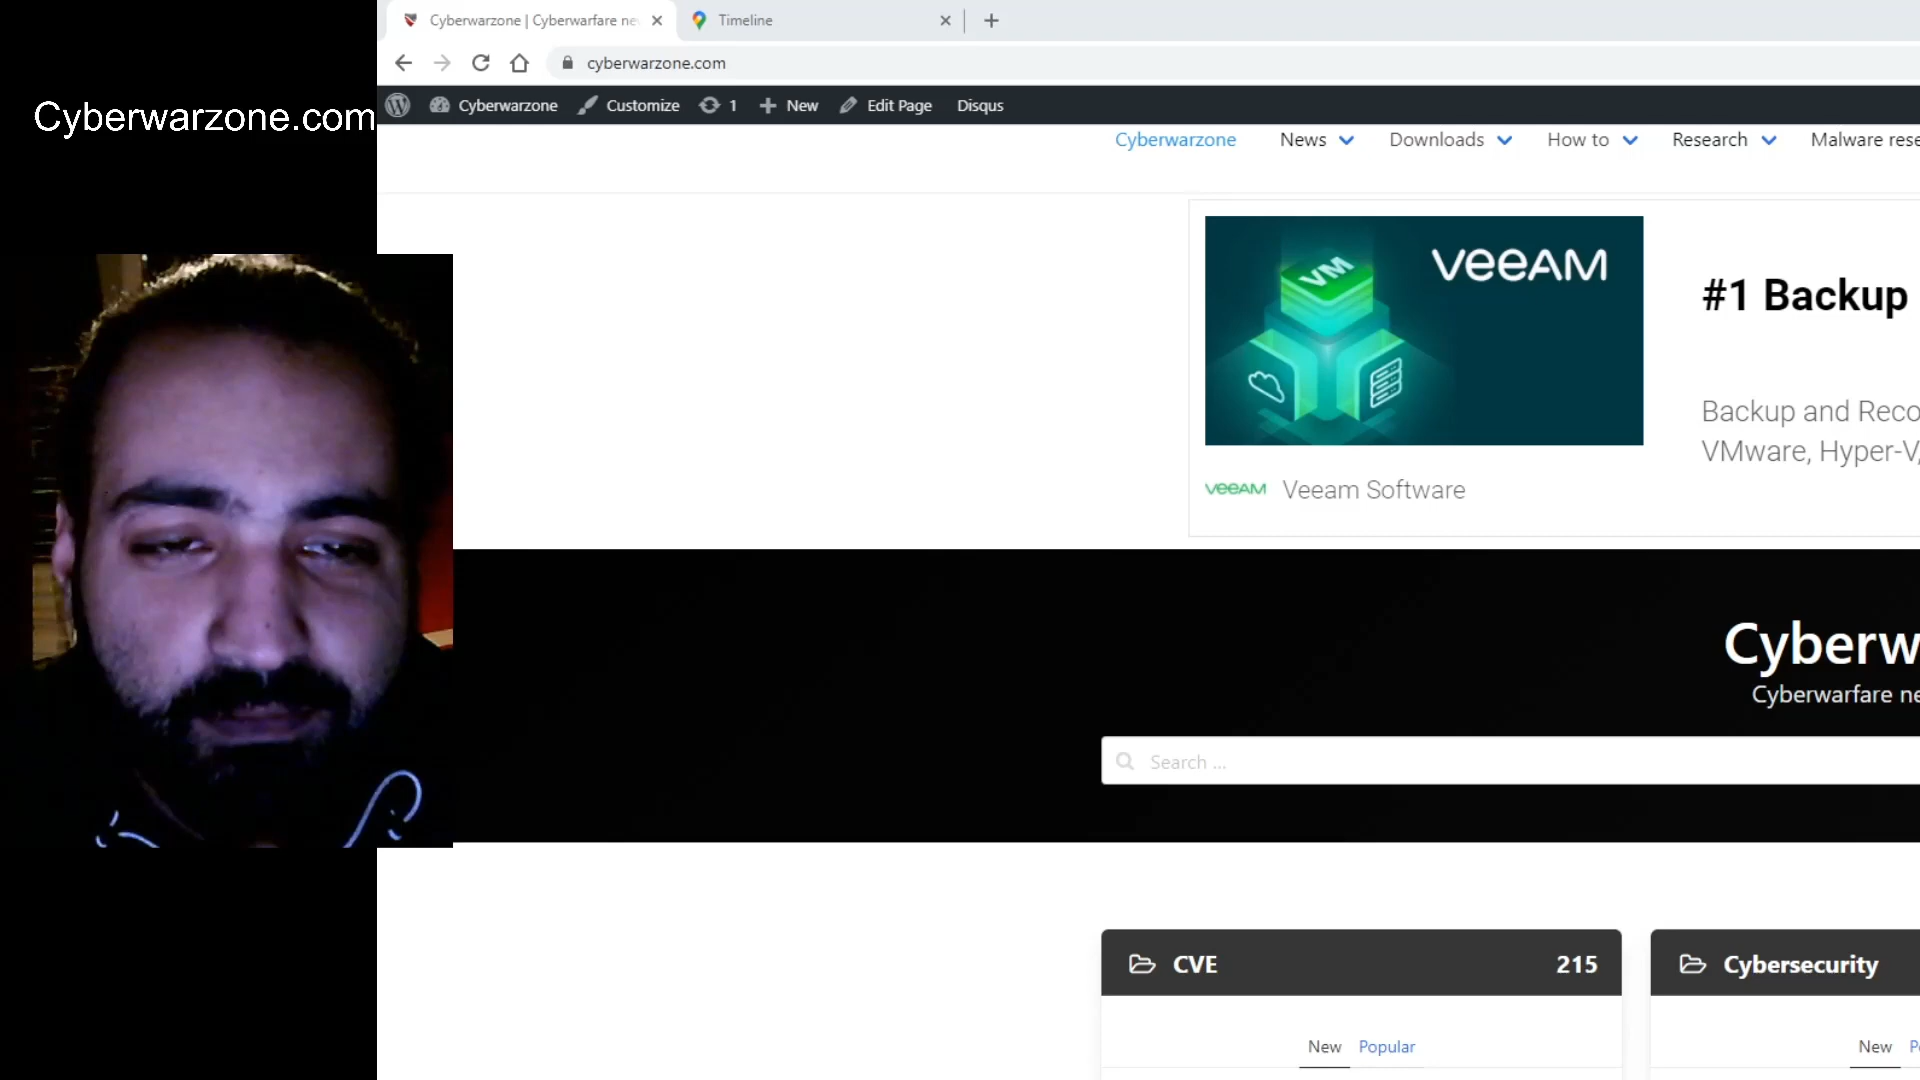 Cyberwarzone | Cyberwarfare ne
Timeline
cyberwarzone.com
Cyberwarzone
Customize
1
New
Edit Page
Disqus
Cyberwarzone.com
Cyberwarzone
News
Downloads
How to
Research
Malware rese
VM
veeAM
#1 Backup
Backup and Reco
VMware, Hyper-V,
veeAM
Veeam Software
Cyberw
Cyberwarfare ne
Search ...
CVE
215
Cybersecurity
New
Popular
New
P